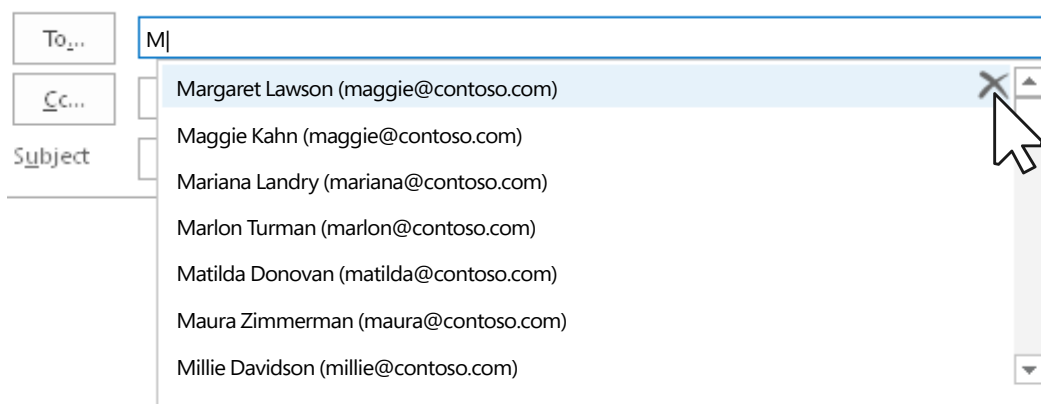 To... M
Margaret Lawson (maggie@contoso.com)
Cc...
Maggie Kahn (maggie@contoso.com)
Subject
Mariana Landry (mariana@contoso.com)
Marlon Turman (marlon@contoso.com)
Matilda Donovan (matilda@contoso.com)
Maura Zimmerman (maura@contoso.com)
Millie Davidson (millie@contoso.com)